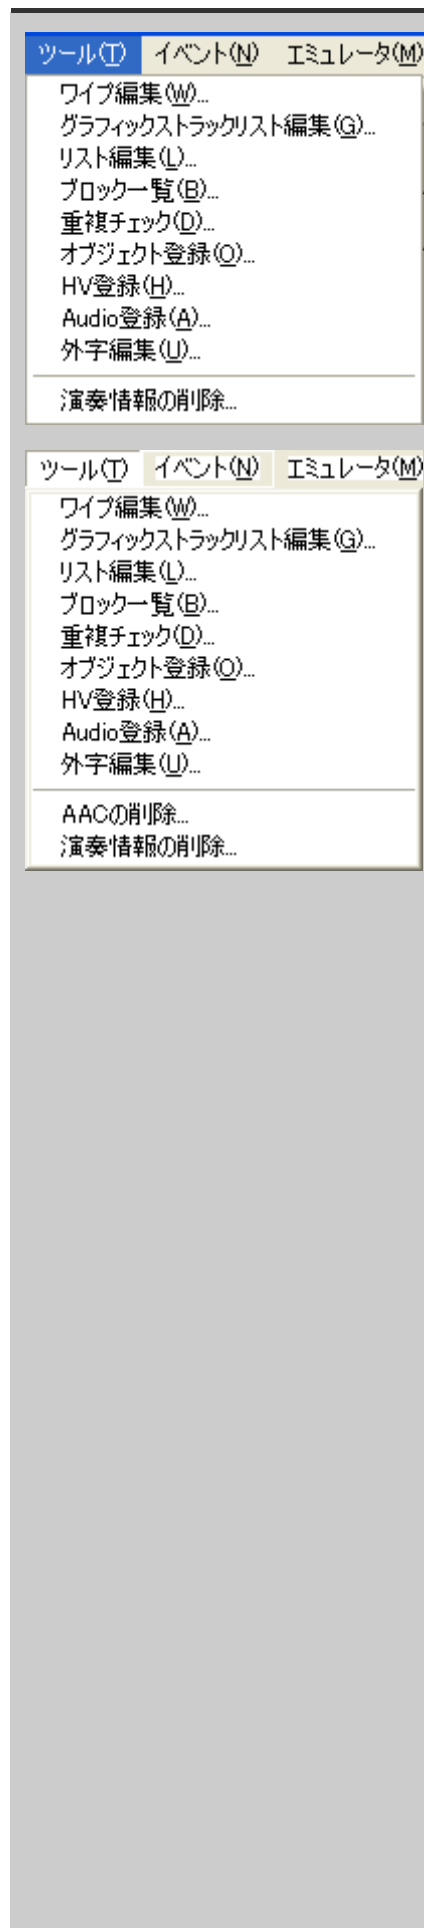 ツール(T) イベント(N) エミュレータ(M)
ワイプ編集(W)...
グラフィックストラックリスト編集(G)...
リスト編集(L)...
ブロック一覧(B)...
重複チェック(D)...
オブジェクト登録(O)...
HV登録(H)...
Audio登録(A)...
外字編集(U)...
演奏情報の削除...
ツール(T) イベント(N) エミュレータ(M)
ワイプ編集(W)...
グラフィックストラックリスト編集(G)...
リスト編集(L)...
ブロック一覧(B)...
重複チェック(D)...
オブジェクト登録(O)...
HV登録(H)...
Audio登録(A)...
外字編集(U)...
AACの削除...
演奏情報の削除...